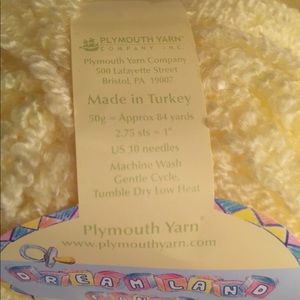 PLYMOUTH YARN®
COMPANY INC.
Plymouth Yarn Company
500 Lafayette Street
Bristol, PA 19007
Made in Turkey
50g = Approx 84 yards
2.75 sts = 1"
US 10 needles
Machine Wash
Gentle Cycle,
Tumble Dry Low Heat
Plymouth Yarn®
www.plymouthyarn.com
DREAMLAND